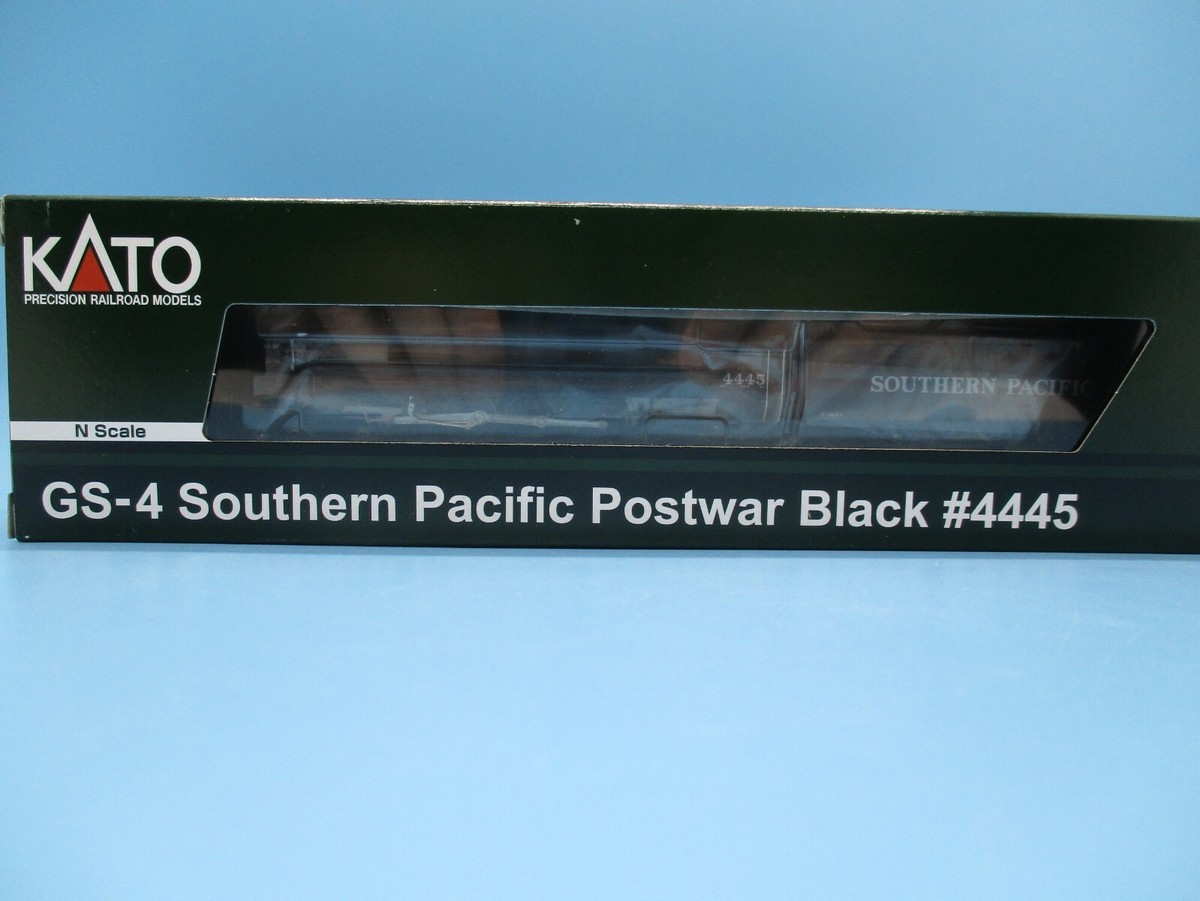 KATO
PRECISION RAILROAD MODELS
4445
SOUTHERN PACIFIC
N Scale
GS-4 Southern Pacific Postwar Black #4445